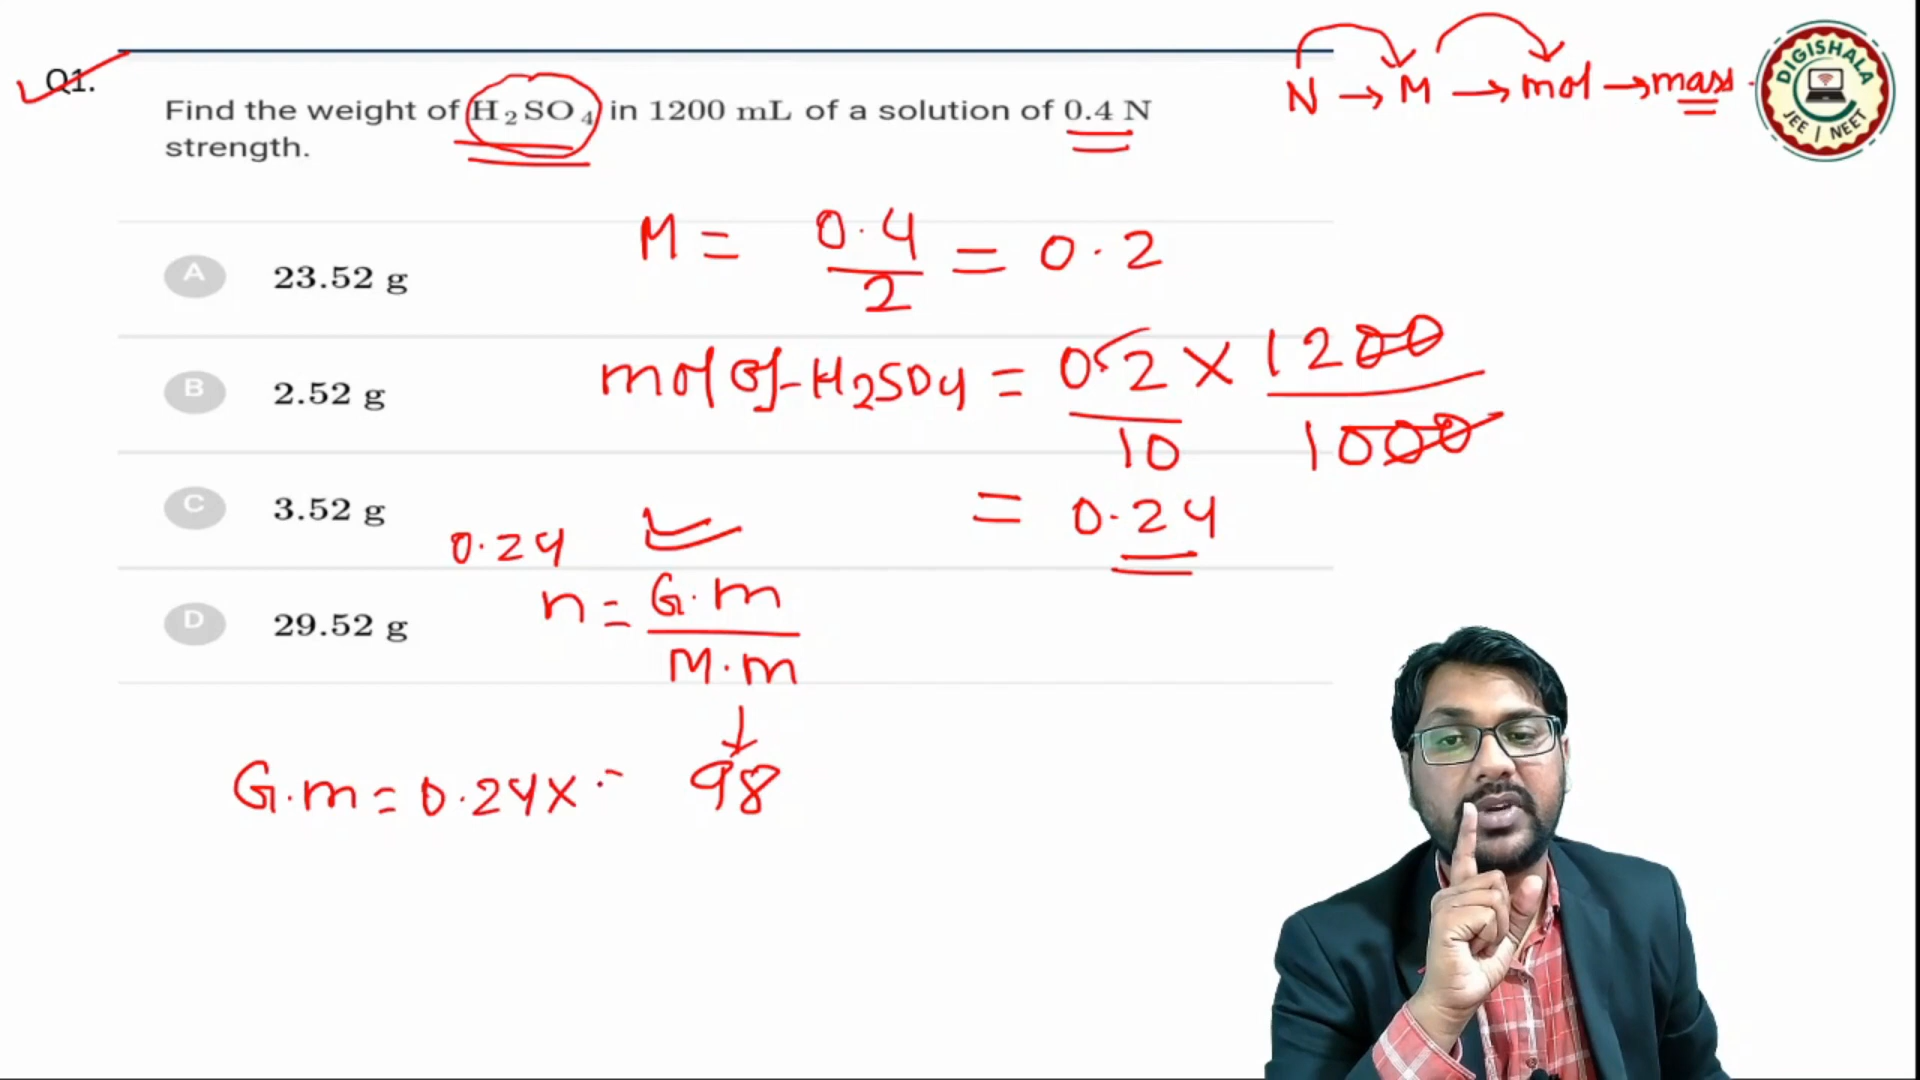 Q1.
Find the weight of H₂SO₄ in 1200 mL of a solution of 0.4 N
strength.
N → M → mol → mass
DIGISHALA
JEE | NEET
M = 0.4/2 = 0.2
A 23.52 g
mol of H₂SO₄ = 02/10 × 1200/1000
B 2.52 g
= 0.24
C 3.52 g
0.24
n = G.m/M.m
D 29.52 g
98
G.m = 0.24×